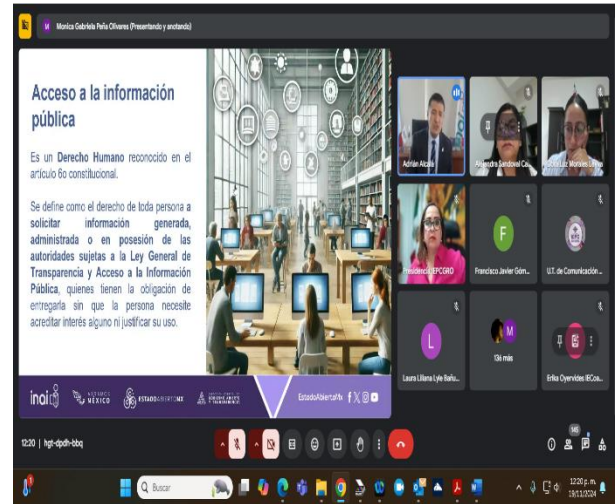 M Monica Gabriela Peña Olivares (Presentando y anotando)
Acceso a la información
pública
Es un Derecho Humano reconocido en el
artículo 6o constitucional.
Se define como el derecho de toda persona a
solicitar información generada,
administrada o en posesión de las
autoridades sujetas a la Ley General de
Transparencia y Acceso a la Información
Pública, quienes tienen la obligación de
entregarla sin que la persona necesite
acreditar interés alguno ni justificar su uso.
inai
MÉXICO
ESTADOABIERTOMX
EstadoAbiertoMx
Adrián Alcalá
Alejandra Sandoval Ca...
Morales
Presidencia IEPCGRO
F
Francisco Javier Góm...
U.T. de Comunicación ...
L
Laura Liliana Lyle Bañu...
M
136 más
Erika Oyervides IECoa...
12:20 | hgt-dpdh-bbq
145
Buscar
12:20 p. m.
19/11/2024